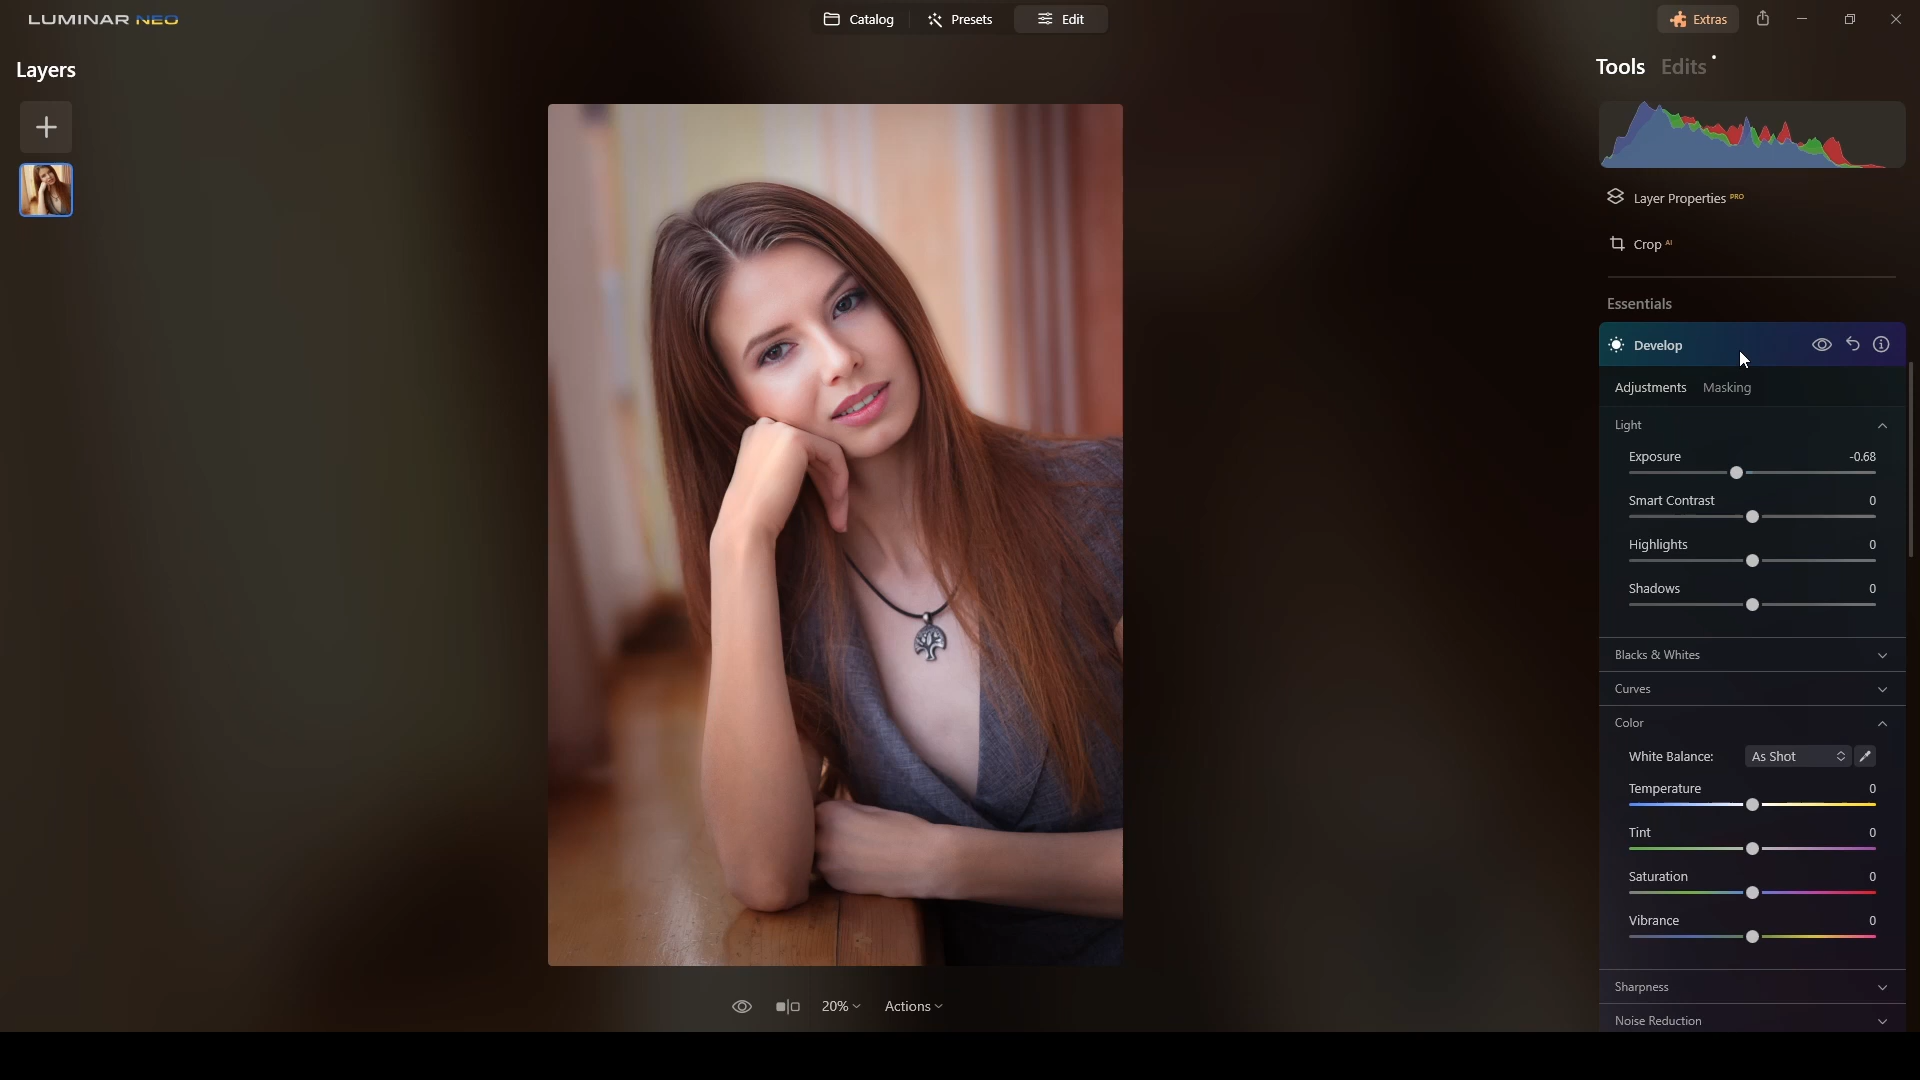 LUMINAR NEO
Catalog
Presets
Edit
Extras
Layers
Tools
Edits
Layer Properties PRO
Crop AI
Essentials
Develop
Adjustments
Masking
Light
Exposure
-0.68
Smart Contrast
0
Highlights
0
Shadows
0
Blacks & Whites
Curves
Color
White Balance:
As Shot
Temperature
0
Tint
0
Saturation
0
Vibrance
0
Sharpness
Noise Reduction
20%
Actions